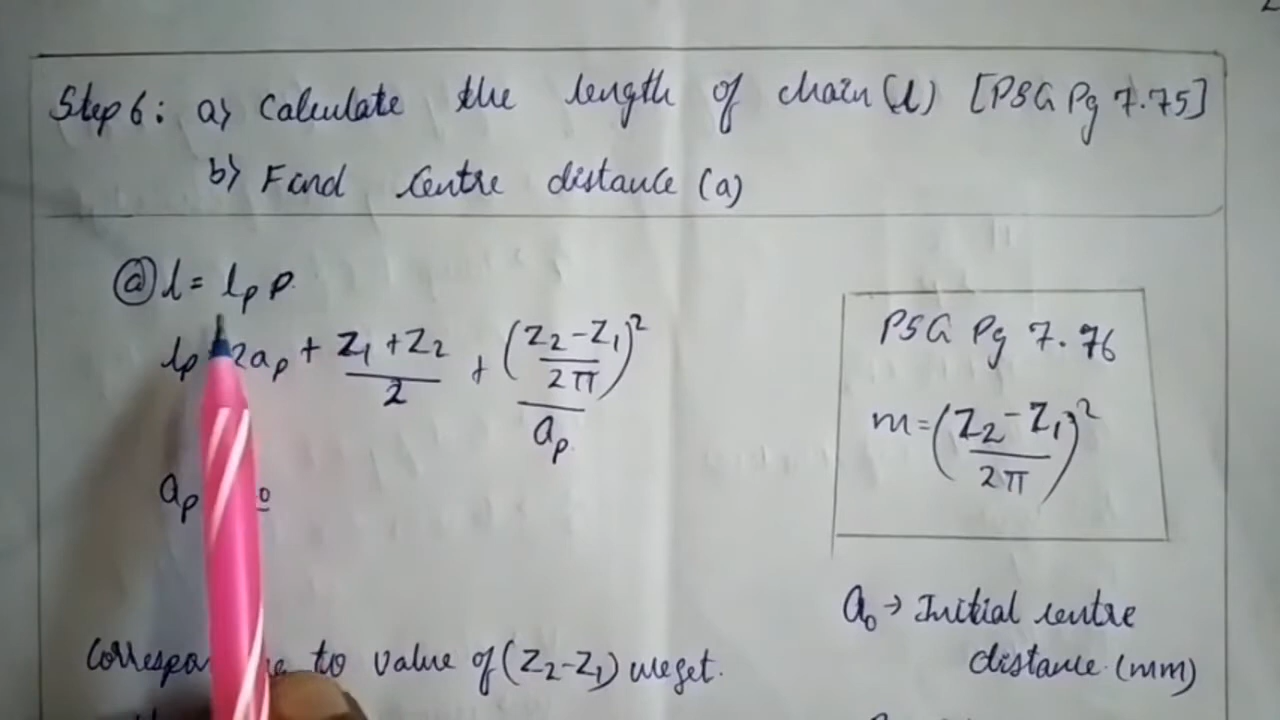 Step 6: a) Calculate the length of chain (l) [PSG Pg 7.75]
b) Find Centre distance (a)
ⓐ l = lp P
lp 2ap + Z1 + Z2 / 2 + (Z2 - Z1 / 2π)² / ap
ap 0
PSG Pg 7.76
m = (Z2 - Z1 / 2π)²
a0 → Initial centre
distance (mm)
to value of (Z2 - Z1) we get.